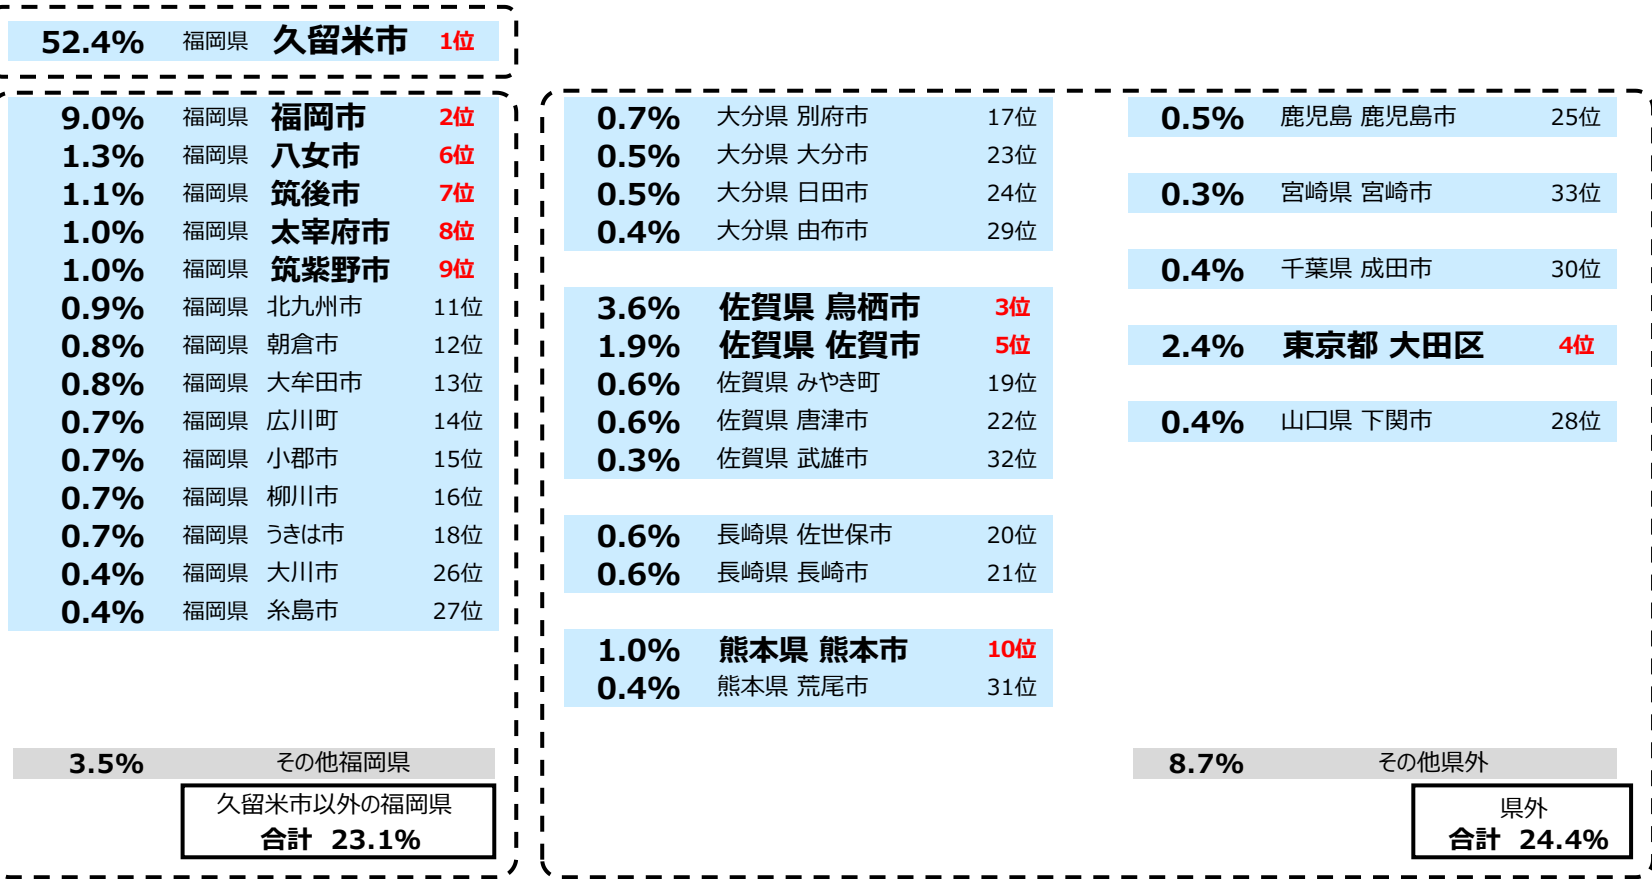 52.4% 福岡県 久留米市 1位
9.0% 福岡県 福岡市 2位
1.3% 福岡県 八女市 6位
1.1% 福岡県 筑後市 7位
1.0% 福岡県 太宰府市 8位
1.0% 福岡県 筑紫野市 9位
0.9% 福岡県 北九州市 11位
0.8% 福岡県 朝倉市 12位
0.8% 福岡県 大牟田市 13位
0.7% 福岡県 広川町 14位
0.7% 福岡県 小郡市 15位
0.7% 福岡県 柳川市 16位
0.7% 福岡県 うきは市 18位
0.4% 福岡県 大川市 26位
0.4% 福岡県 糸島市 27位
3.5% その他福岡県
久留米市以外の福岡県
合計 23.1%
0.7% 大分県 別府市 17位
0.5% 大分県 大分市 23位
0.5% 大分県 日田市 24位
0.4% 大分県 由布市 29位
3.6% 佐賀県 鳥栖市 3位
1.9% 佐賀県 佐賀市 5位
0.6% 佐賀県 みやき町 19位
0.6% 佐賀県 唐津市 22位
0.3% 佐賀県 武雄市 32位
0.6% 長崎県 佐世保市 20位
0.6% 長崎県 長崎市 21位
1.0% 熊本県 熊本市 10位
0.4% 熊本県 荒尾市 31位
0.5% 鹿児島 鹿児島市 25位
0.3% 宮崎県 宮崎市 33位
0.4% 千葉県 成田市 30位
2.4% 東京都 大田区 4位
0.4% 山口県 下関市 28位
8.7% その他県外
県外
合計 24.4%